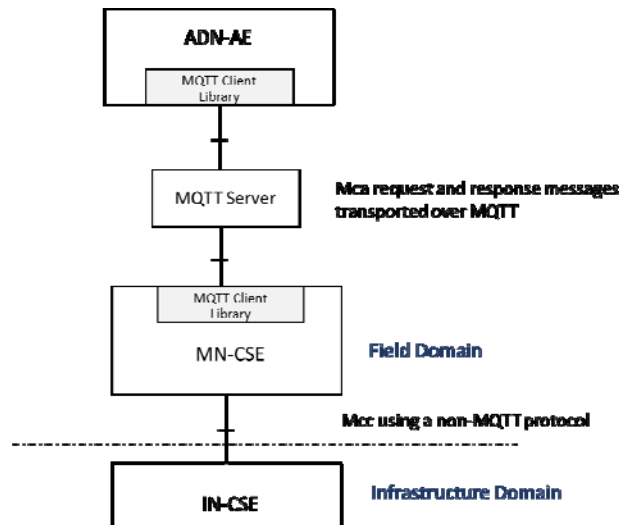 ADN-AE
MQTT Client
Library
MQTT Server
Mca request and response messages
transported over MQTT
MQTT Client
Library
MN-CSE
Field Domain
Mcc using a non-MQTT protocol
Infrastructure Domain
IN-CSE